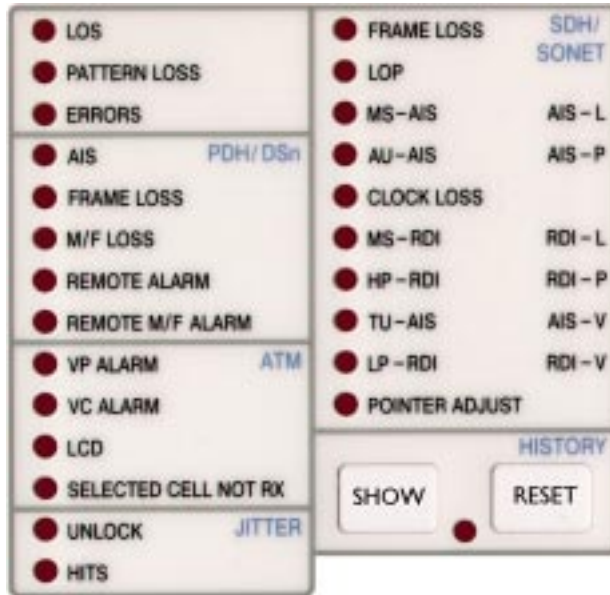 LOS
PATTERN LOSS
ERRORS
AIS PDH/DSn
FRAME LOSS
M/F LOSS
REMOTE ALARM
REMOTE M/F ALARM
VP ALARM ATM
VC ALARM
LCD
SELECTED CELL NOT RX
UNLOCK JITTER
HITS
FRAME LOSS SDH/
SONET
LOP
MS-AIS AIS-L
AU-AIS AIS-P
CLOCK LOSS
MS-RDI RDI-L
HP-RDI RDI-P
TU-AIS AIS-V
LP-RDI RDI-V
POINTER ADJUST
HISTORY
SHOW RESET